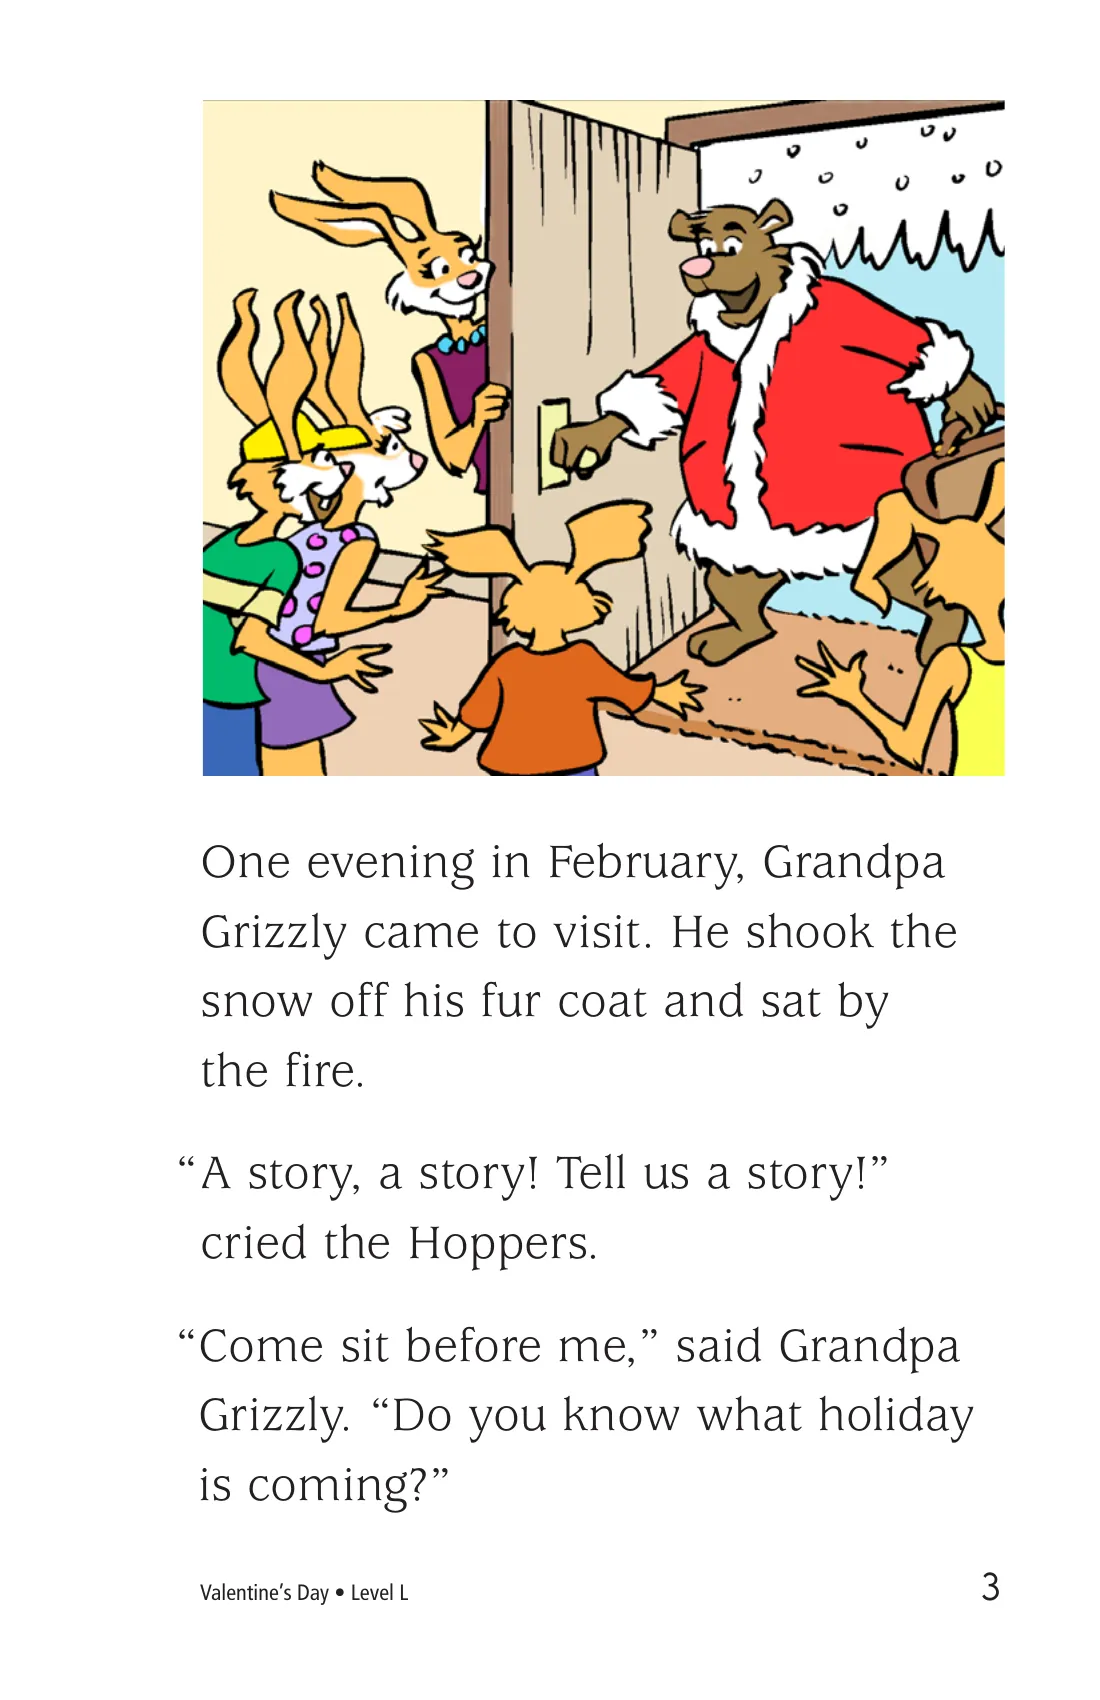 One evening in February, Grandpa
Grizzly came to visit. He shook the
snow off his fur coat and sat by
the fire.
“A story, a story! Tell us a story!”
cried the Hoppers.
“Come sit before me,” said Grandpa
Grizzly. “Do you know what holiday
is coming?”
Valentine’s Day • Level L
3